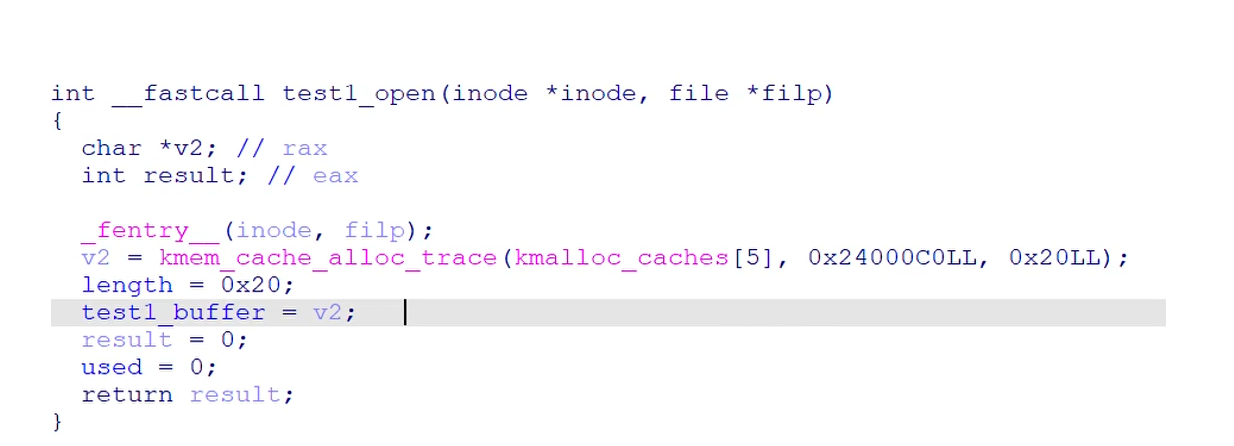 int __fastcall test1_open(inode *inode, file *filp)
{
  char *v2; // rax
  int result; // eax

  _fentry__(inode, filp);
  v2 = kmem_cache_alloc_trace(kmalloc_caches[5], 0x24000C0LL, 0x20LL);
  length = 0x20;
  test1_buffer = v2;
  result = 0;
  used = 0;
  return result;
}